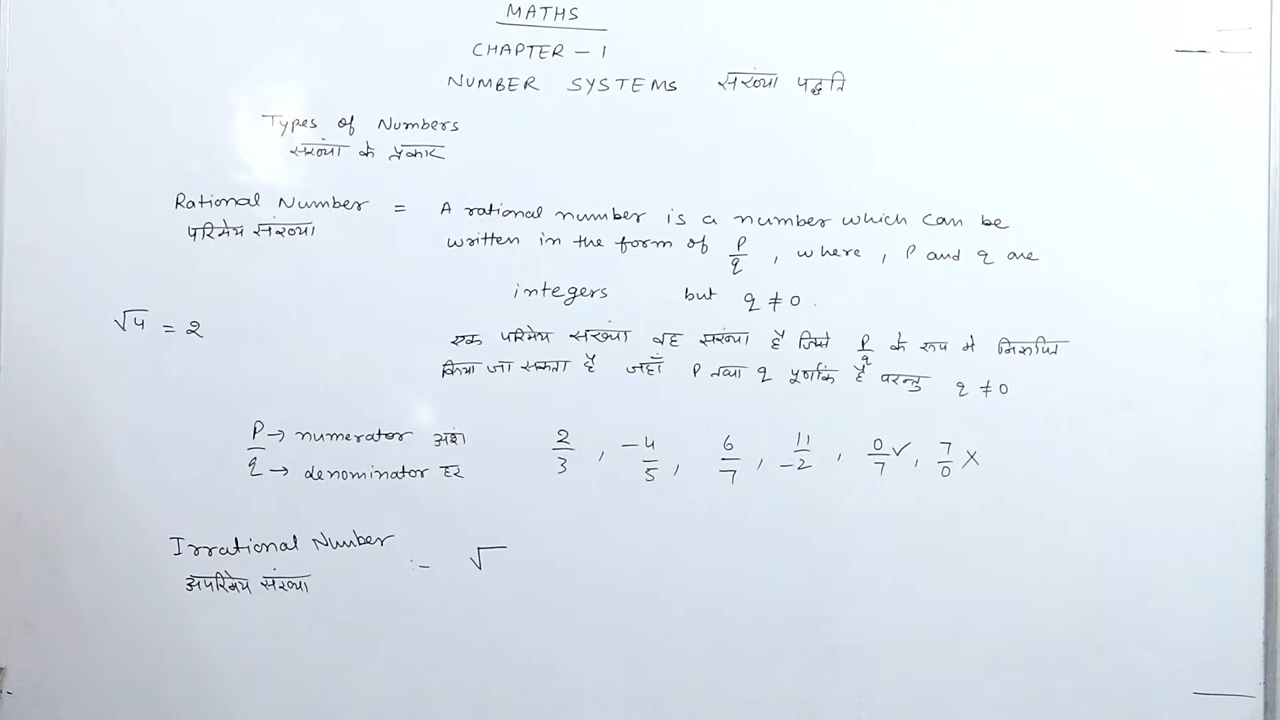 MATHS
CHAPTER - 1
NUMBER SYSTEMS संख्या पद्धति
Types of Numbers
संख्या के प्रकार
Rational Number = A rational number is a number which can be
परिमेय संख्या
written in the form of p/q , where , p and q are
integers but q ≠ 0 .
√4 = 2
एक परिमेय संख्या वह संख्या है जिसे p/q के रूप में निरूपित
किया जा सकता है जहाँ p तथा q पूर्णांक है परन्तु q ≠ 0
p → numerator अंश
q → denominator हर
2/3 , -4/5 , 6/7 , 11/-2 , 0/7 ✓ , 7/0 ✗
Irrational Number :- √
अपरिमेय संख्या